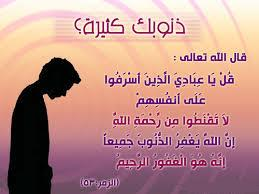 ذنوبك كثيرة؟
قال الله تعالى :
قُلْ يَا عِبَادِيَ الَّذِينَ أَسْرَفُوا
عَلَى أَنفُسِهِمْ
لَا تَقْنَطُوا مِن رَّحْمَةِ اللَّهِ
إِنَّ اللَّهَ يَغْفِرُ الذُّنُوبَ جَمِيعاً
إِنَّهُ هُوَ الْغَفُورُ الرَّحِيمُ
(الزمر:٥٣)